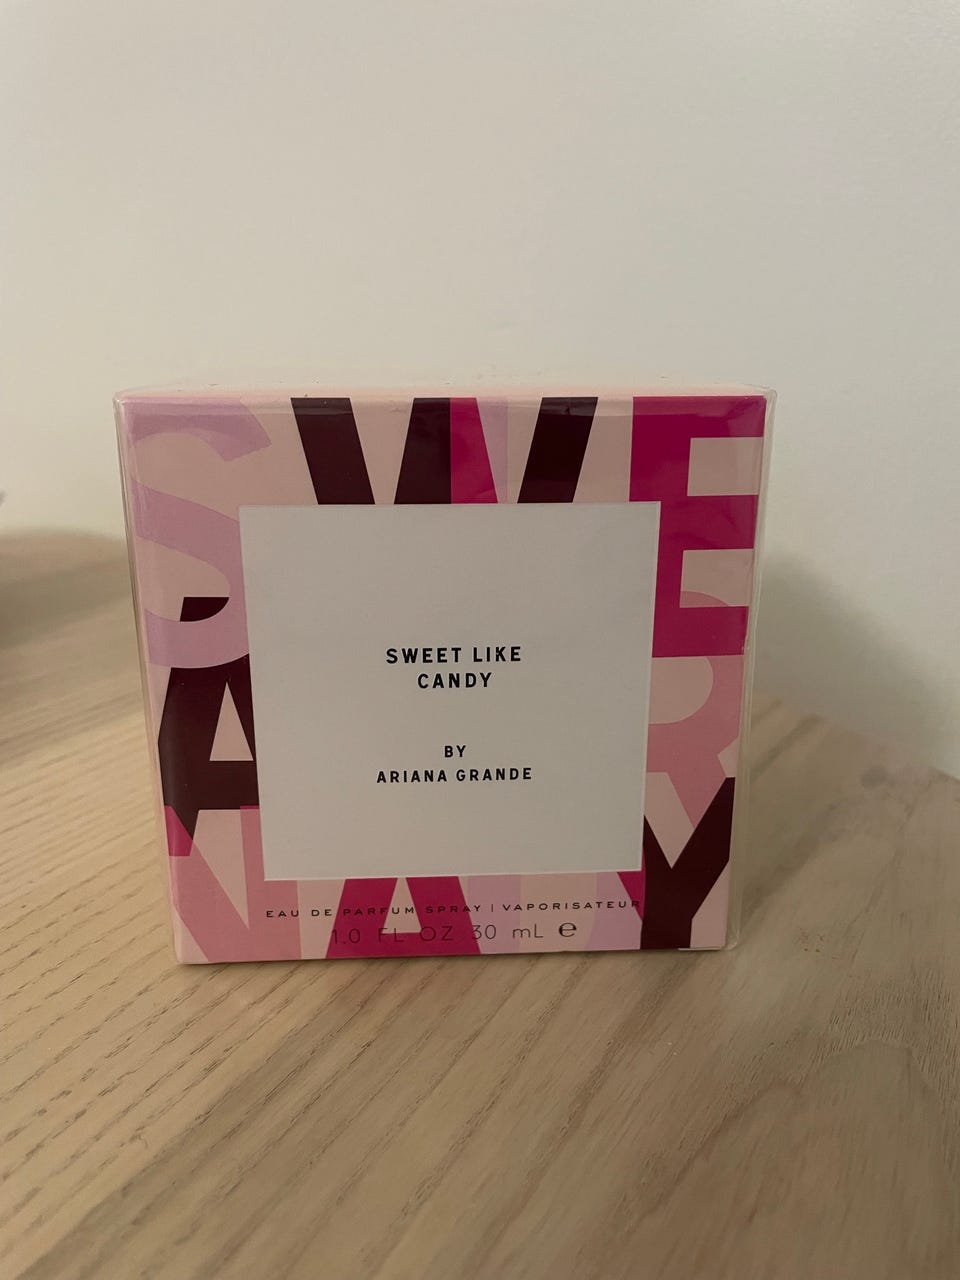 SWEET LIKE
CANDY
BY
ARIANA GRANDE
EAU DE PARFUM SPRAY | VAPORISATEUR
1.0 FL OZ 30 mL ℮